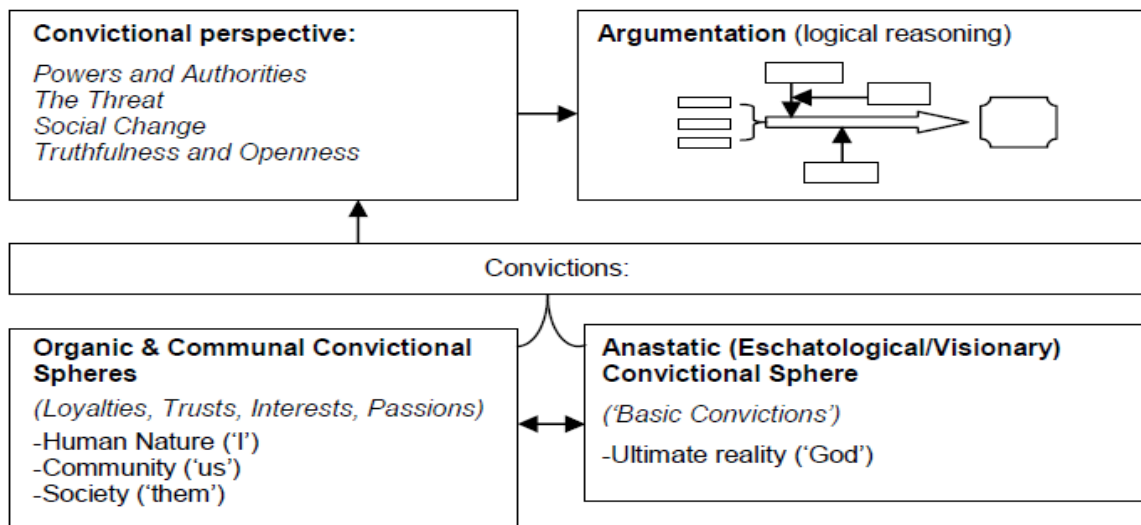 Convictional perspective:
Powers and Authorities
The Threat
Social Change
Truthfulness and Openness
Argumentation (logical reasoning)
Convictions:
Organic & Communal Convictional
Spheres
(Loyalties, Trusts, Interests, Passions)
-Human Nature (‘I’)
-Community (‘us’)
-Society (‘them’)
Anastatic (Eschatological/Visionary)
Convictional Sphere
(‘Basic Convictions’)
-Ultimate reality (‘God’)